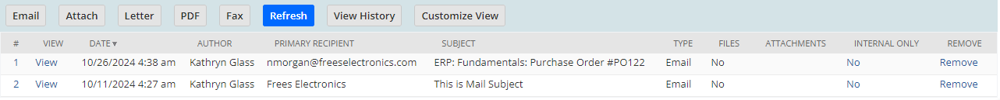 Email Attach Letter PDF Fax Refresh View History Customize View
# VIEW DATE▼ AUTHOR PRIMARY RECIPIENT SUBJECT TYPE FILES ATTACHMENTS INTERNAL ONLY REMOVE
1 View 10/26/2024 4:38 am Kathryn Glass nmorgan@freeselectronics.com ERP: Fundamentals: Purchase Order #PO122 Email No No Remove
2 View 10/11/2024 4:27 am Kathryn Glass Frees Electronics This is Mail Subject Email No No Remove